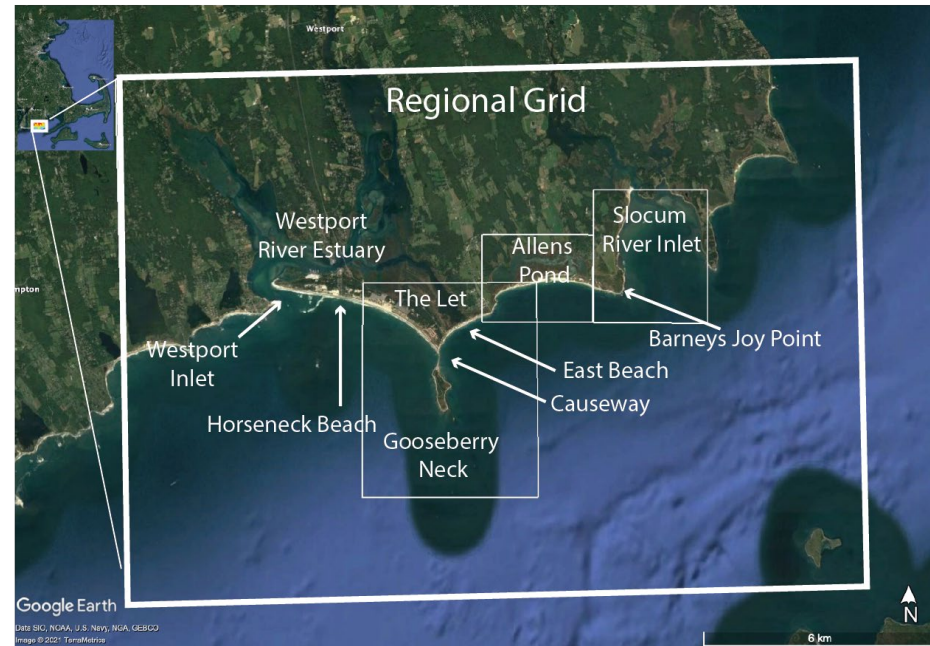 Westport
Regional Grid
Westport
River Estuary
Slocum
River Inlet
Allens
Pond
The Let
mpton
Barneys Joy Point
Westport
Inlet
East Beach
Causeway
Horseneck Beach
Gooseberry
Neck
Google Earth
Data SIO, NOAA, U.S. Navy, NGA, GEBCO
Image © 2021 TerraMetrics
N
6 km